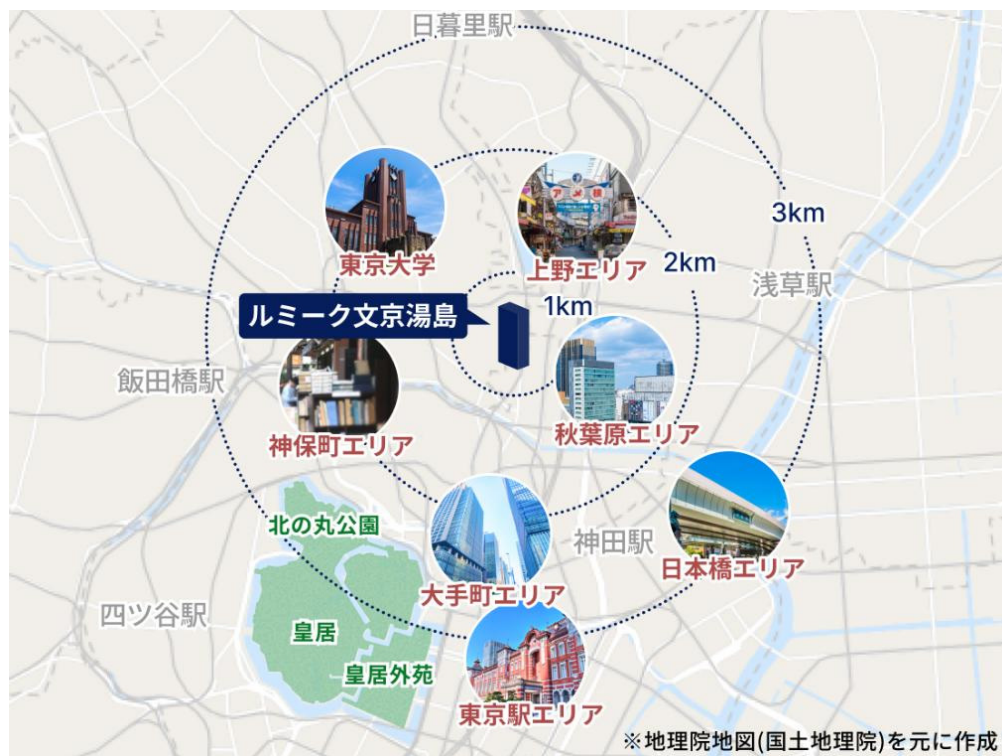 日暮里駅
アメ横
3km
東京大学
上野エリア
2km
浅草駅
1km
ルミーク文京湯島
飯田橋駅
神保町エリア
秋葉原エリア
北の丸公園
神田駅
日本橋エリア
大手町エリア
四ツ谷駅
皇居
皇居外苑
東京駅エリア
※地理院地図(国土地理院)を元に作成